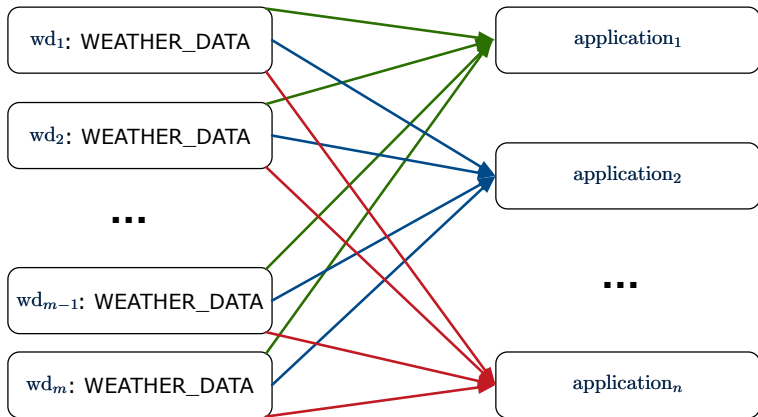 wd₁: WEATHER_DATA
application₁
wd₂: WEATHER_DATA
application₂
...
...
wdₘ₋₁: WEATHER_DATA
wdₘ: WEATHER_DATA
applicationₙ